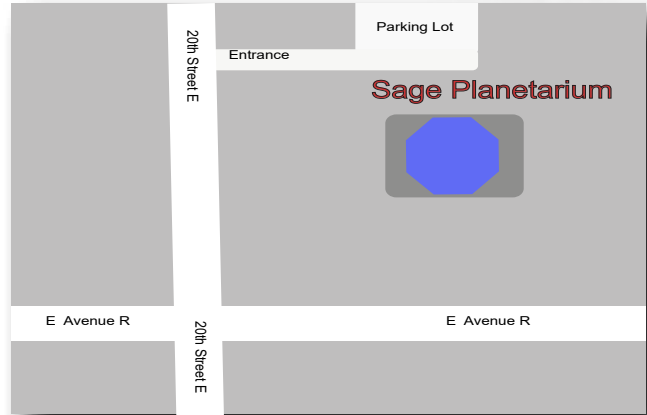 Parking Lot
20th Street E
Entrance
Sage Planetarium
E Avenue R
E Avenue R
20th Street E